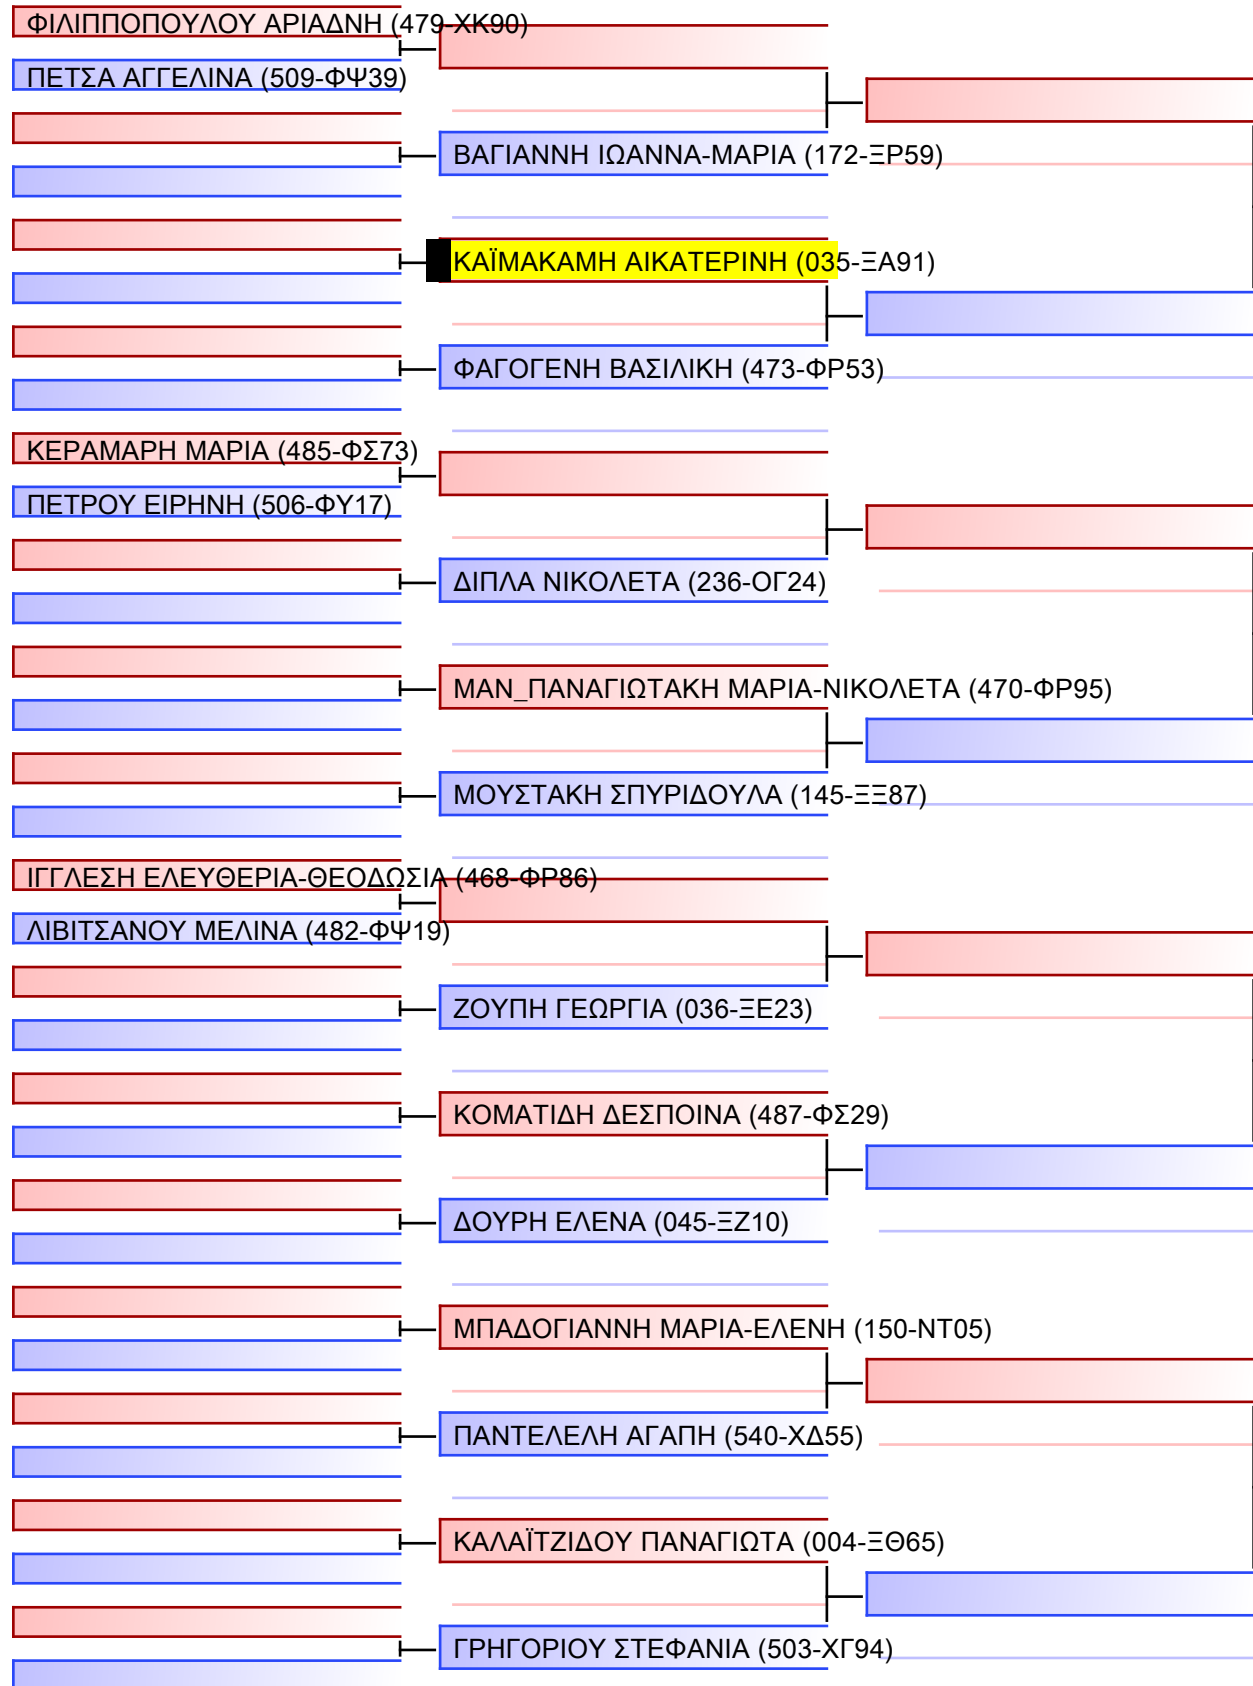 ΦΙΛΙΠΠΟΠΟΥΛΟΥ ΑΡΙΑΔΝΗ (479-ΧΚ90)
ΠΕΤΣΑ ΑΓΓΕΛΙΝΑ (509-ΦΨ39)
ΒΑΓΙΑΝΝΗ ΙΩΑΝΝΑ-ΜΑΡΙΑ (172-ΞΡ59)
ΚΑΪΜΑΚΑΜΗ ΑΙΚΑΤΕΡΙΝΗ (035-ΞΑ91)
ΦΑΓΟΓΕΝΗ ΒΑΣΙΛΙΚΗ (473-ΦΡ53)
ΚΕΡΑΜΑΡΗ ΜΑΡΙΑ (485-ΦΣ73)
ΠΕΤΡΟΥ ΕΙΡΗΝΗ (506-ΦΥ17)
ΔΙΠΛΑ ΝΙΚΟΛΕΤΑ (236-ΟΓ24)
ΜΑΝ_ΠΑΝΑΓΙΩΤΑΚΗ ΜΑΡΙΑ-ΝΙΚΟΛΕΤΑ (470-ΦΡ95)
ΜΟΥΣΤΑΚΗ ΣΠΥΡΙΔΟΥΛΑ (145-ΞΞ87)
ΙΓΓΛΕΣΗ ΕΛΕΥΘΕΡΙΑ-ΘΕΟΔΩΣΙΑ (468-ΦΡ86)
ΛΙΒΙΤΣΑΝΟΥ ΜΕΛΙΝΑ (482-ΦΨ19)
ΖΟΥΠΗ ΓΕΩΡΓΙΑ (036-ΞΕ23)
ΚΟΜΑΤΙΔΗ ΔΕΣΠΟΙΝΑ (487-ΦΣ29)
ΔΟΥΡΗ ΕΛΕΝΑ (045-ΞΖ10)
ΜΠΑΔΟΓΙΑΝΝΗ ΜΑΡΙΑ-ΕΛΕΝΗ (150-ΝΤ05)
ΠΑΝΤΕΛΕΛΗ ΑΓΑΠΗ (540-ΧΔ55)
ΚΑΛΑΪΤΖΙΔΟΥ ΠΑΝΑΓΙΩΤΑ (004-ΞΘ65)
ΓΡΗΓΟΡΙΟΥ ΣΤΕΦΑΝΙΑ (503-ΧΓ94)